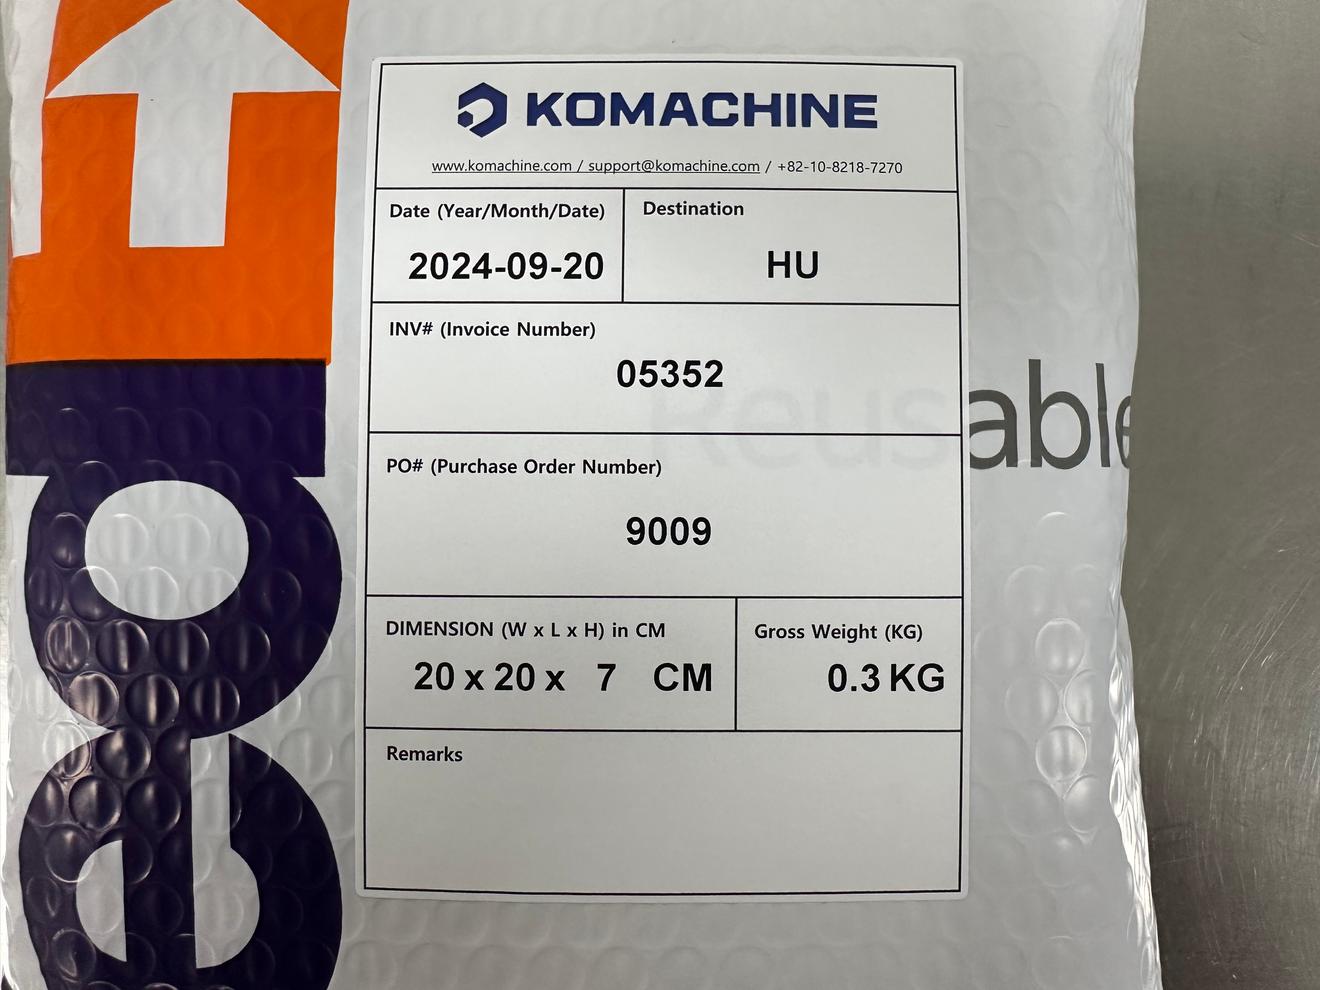 KOMACHINE
www.komachine.com / support@komachine.com / +82-10-8218-7270
Date (Year/Month/Date)
2024-09-20
Destination
HU
INV# (Invoice Number)
05352
PO# (Purchase Order Number)
9009
DIMENSION (W x L x H) in CM
20 x 20 x 7 CM
Gross Weight (KG)
0.3 KG
Remarks
Reusable